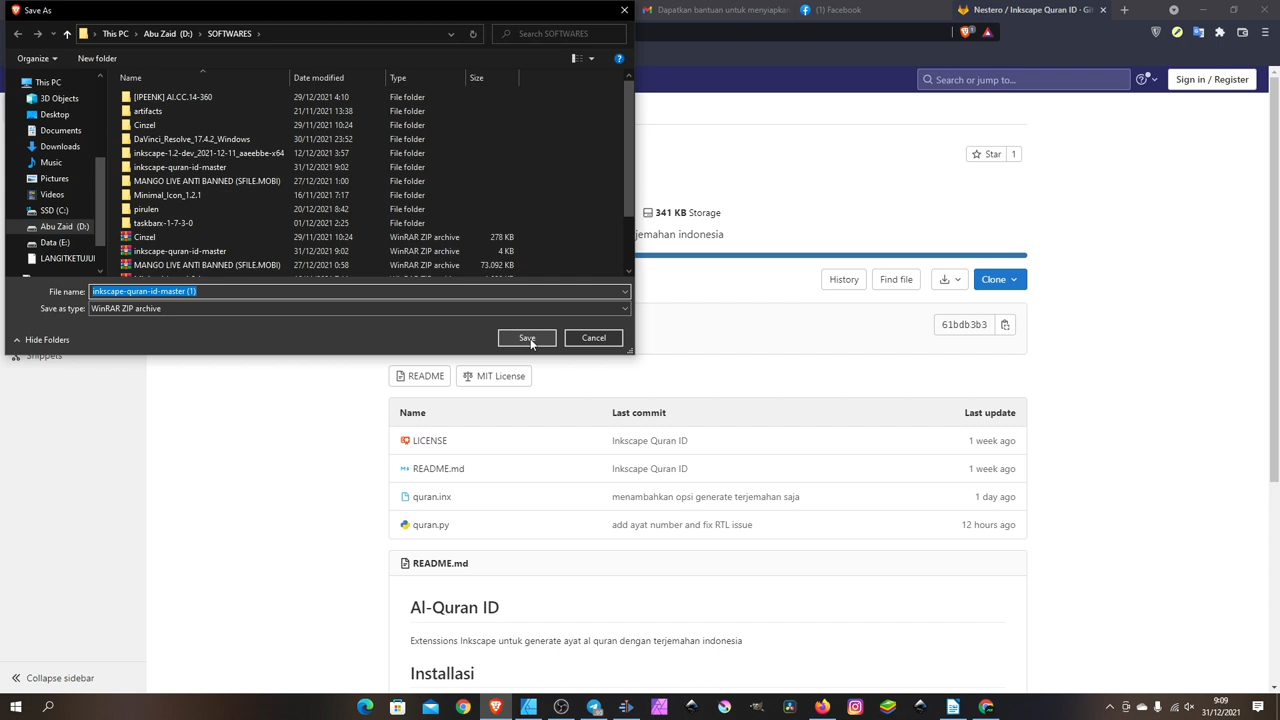 Save As
This PC > Abu Zaid (D:) > SOFTWARES >
Search SOFTWARES
Organize
New folder
Name
Date modified
Type
Size
This PC
3D Objects
Desktop
Documents
Downloads
Music
Pictures
Videos
SSD (C:)
Abu Zaid (D:)
Data (E:)
LANGITKETUJUI
[IPEENK] AI.CC.14-360 29/12/2021 4:10 File folder
artifacts 21/11/2021 13:38 File folder
Cinzel 29/11/2021 10:24 File folder
DaVinci_Resolve_17.4.2_Windows 30/11/2021 23:52 File folder
inkscape-1.2-dev_2021-12-11_aaeebbe-x64 12/12/2021 3:57 File folder
inkscape-quran-id-master 31/12/2021 9:02 File folder
MANGO LIVE ANTI BANNED (SFILE.MOBI) 27/12/2021 1:00 File folder
Minimal_Icon_1.2.1 16/11/2021 7:17 File folder
pirulen 20/12/2021 8:42 File folder
taskbarx-1-7-3-0 01/12/2021 2:25 File folder
Cinzel 29/11/2021 10:24 WinRAR ZIP archive 278 KB
inkscape-quran-id-master 31/12/2021 9:02 WinRAR ZIP archive 4 KB
MANGO LIVE ANTI BANNED (SFILE.MOBI) 27/12/2021 0:58 WinRAR ZIP archive 73.092 KB
File name: inkscape-quran-id-master (1)
Save as type: WinRAR ZIP archive
Hide Folders
Save
Cancel
Dapatkan bantuan untuk menyiapka
(1) Facebook
Nestero / Inkscape Quran ID · Git
Search or jump to...
Sign in / Register
Star 1
341 KB Storage
jemahan indonesia
History
Find file
Clone
61bdb3b3
Snippets
README
MIT License
Name Last commit Last update
LICENSE Inkscape Quran ID 1 week ago
README.md Inkscape Quran ID 1 week ago
quran.inx menambahkan opsi generate terjemahan saja 1 day ago
quran.py add ayat number and fix RTL issue 12 hours ago
README.md
Al-Quran ID
Extenssions Inkscape untuk generate ayat al quran dengan terjemahan indonesia
Installasi
Collapse sidebar
9:09
31/12/2021